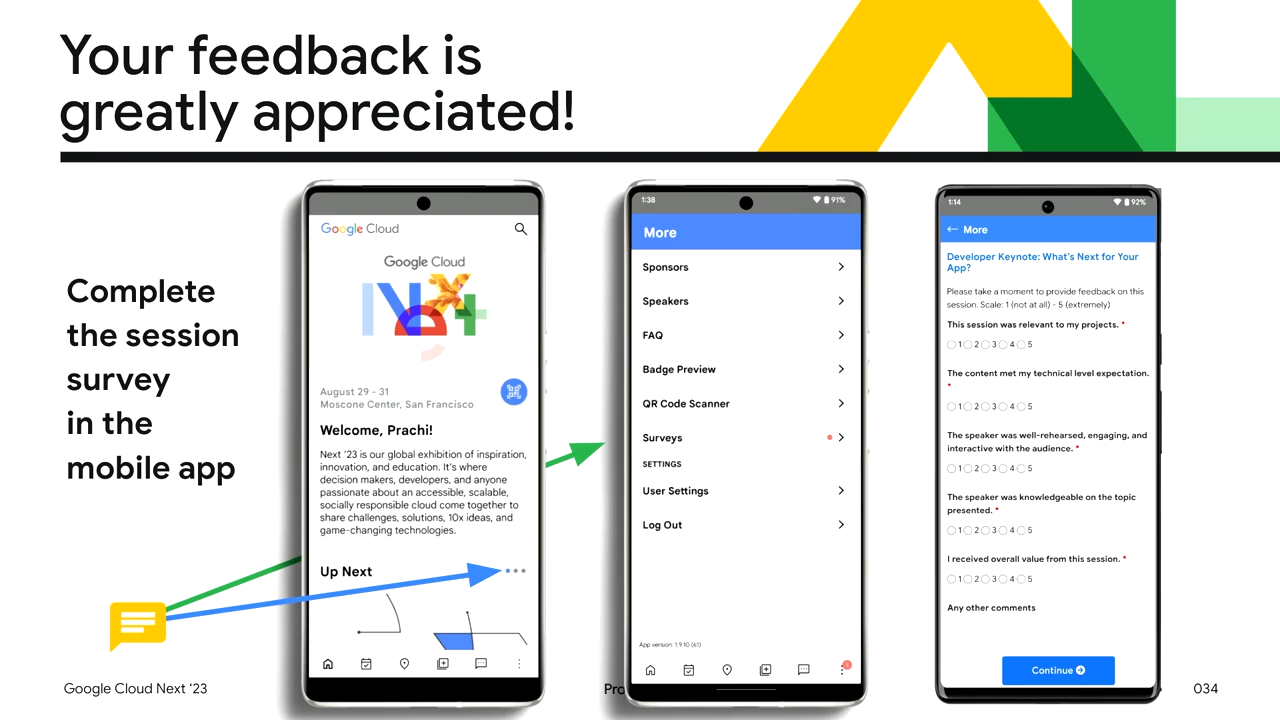 Your feedback is
greatly appreciated!
Complete
the session
survey
in the
mobile app
Google Cloud
Google Cloud
Next
August 29 - 31
Moscone Center, San Francisco
Welcome, Prachi!
Next ‘23 is our global exhibition of inspiration,
innovation, and education. It’s where
decision makers, developers, and anyone
passionate about an accessible, scalable,
socially responsible cloud come together to
share challenges, solutions, 10x ideas, and
game-changing technologies.
Up Next
1:38
91%
More
Sponsors
Speakers
FAQ
Badge Preview
QR Code Scanner
Surveys
SETTINGS
User Settings
Log Out
App version: 1.9.10 (61)
1:14
92%
More
Developer Keynote: What’s Next for Your
App?
Please take a moment to provide feedback on this
session. Scale: 1 (not at all) - 5 (extremely)
This session was relevant to my projects. *
1 2 3 4 5
The content met my technical level expectation.
*
1 2 3 4 5
The speaker was well-rehearsed, engaging, and
interactive with the audience. *
1 2 3 4 5
The speaker was knowledgeable on the topic
presented. *
1 2 3 4 5
I received overall value from this session. *
1 2 3 4 5
Any other comments
Continue
Google Cloud Next ‘23
034